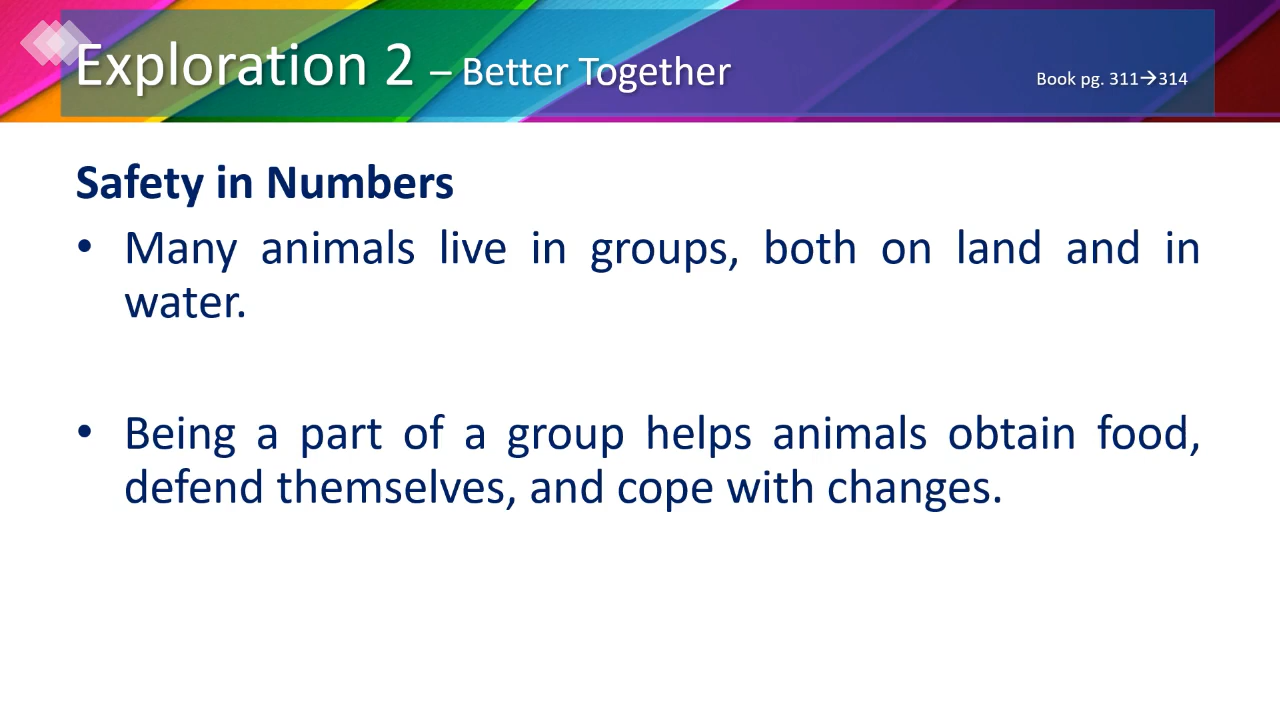 Exploration 2 – Better Together
Book pg. 311→314
Safety in Numbers
• Many animals live in groups, both on land and in
water.
• Being a part of a group helps animals obtain food,
defend themselves, and cope with changes.